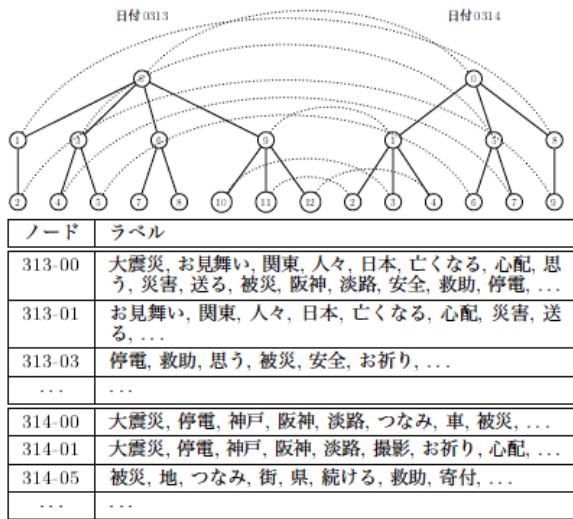 日付0313 日付0314
0 0
1 3 6 9 1 5 8
2 4 5 7 8 10 11 12 2 3 4 6 7 9
ノード ラベル
313-00 大震災, お見舞い, 関東, 人々, 日本, 亡くなる, 心配, 思
う, 災害, 送る, 被災, 阪神, 淡路, 安全, 救助, 停電, ...
313-01 お見舞い, 関東, 人々, 日本, 亡くなる, 心配, 災害, 送
る, ...
313-03 停電, 救助, 思う, 被災, 安全, お祈り, ...
... ...
314-00 大震災, 停電, 神戸, 阪神, 淡路, つなみ, 車, 被災, ...
314-01 大震災, 停電, 神戸, 阪神, 淡路, 撮影, お祈り, 心配, ...
314-05 被災, 地, つなみ, 街, 県, 続ける, 救助, 寄付, ...
... ...